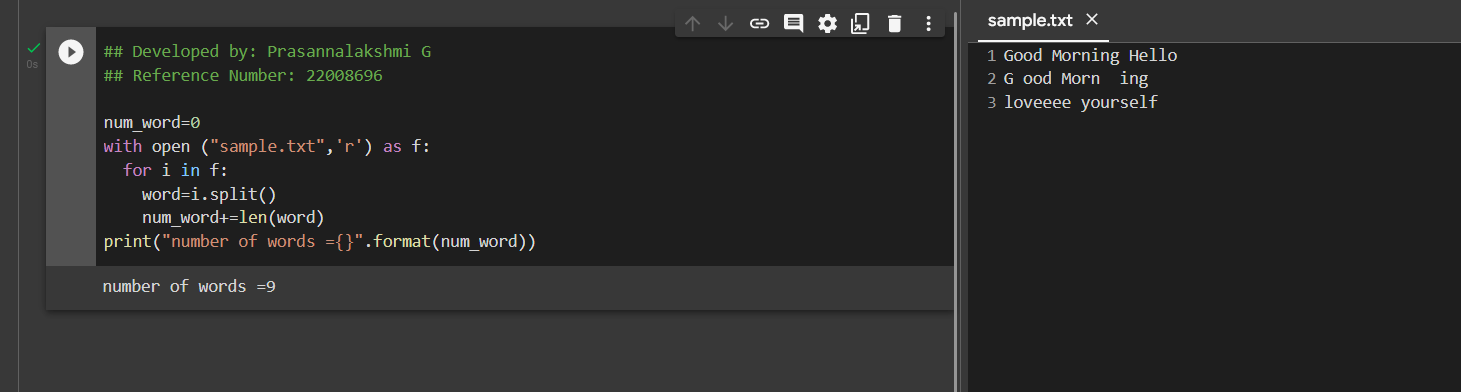 0s
## Developed by: Prasannalakshmi G
## Reference Number: 22008696
num_word=0
with open ("sample.txt",'r') as f:
  for i in f:
    word=i.split()
    num_word+=len(word)
print("number of words ={}".format(num_word))
number of words =9
sample.txt
1 Good Morning Hello
2 G ood Morn  ing
3 loveeee yourself